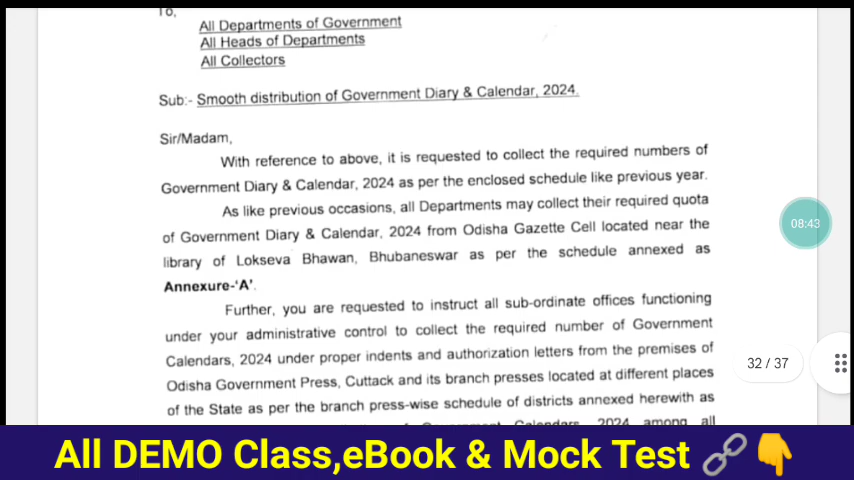 To,
All Departments of Government
All Heads of Departments
All Collectors
Sub:- Smooth distribution of Government Diary & Calendar, 2024.
Sir/Madam,
With reference to above, it is requested to collect the required numbers of
Government Diary & Calendar, 2024 as per the enclosed schedule like previous year.
As like previous occasions, all Departments may collect their required quota
of Government Diary & Calendar, 2024 from Odisha Gazette Cell located near the
library of Lokseva Bhawan, Bhubaneswar as per the schedule annexed as
Annexure-'A'.
Further, you are requested to instruct all sub-ordinate offices functioning
under your administrative control to collect the required number of Government
Calendars, 2024 under proper indents and authorization letters from the premises of
Odisha Government Press, Cuttack and its branch presses located at different places
of the State as per the branch press-wise schedule of districts annexed herewith as
Government Calendars, 2024 among all
08:43
32 / 37
All DEMO Class,eBook & Mock Test 🔗👇